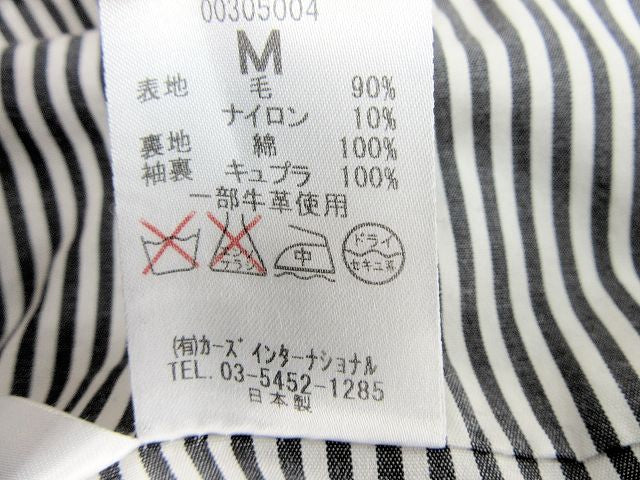 00305004
M
表地 毛 90%
ナイロン 10%
裏地 綿 100%
袖裏 キュプラ 100%
一部牛革使用
エンソ サラシ 中 ドライ セキユ系
(有)カーズ インターナショナル
TEL. 03-5452-1285
日本製